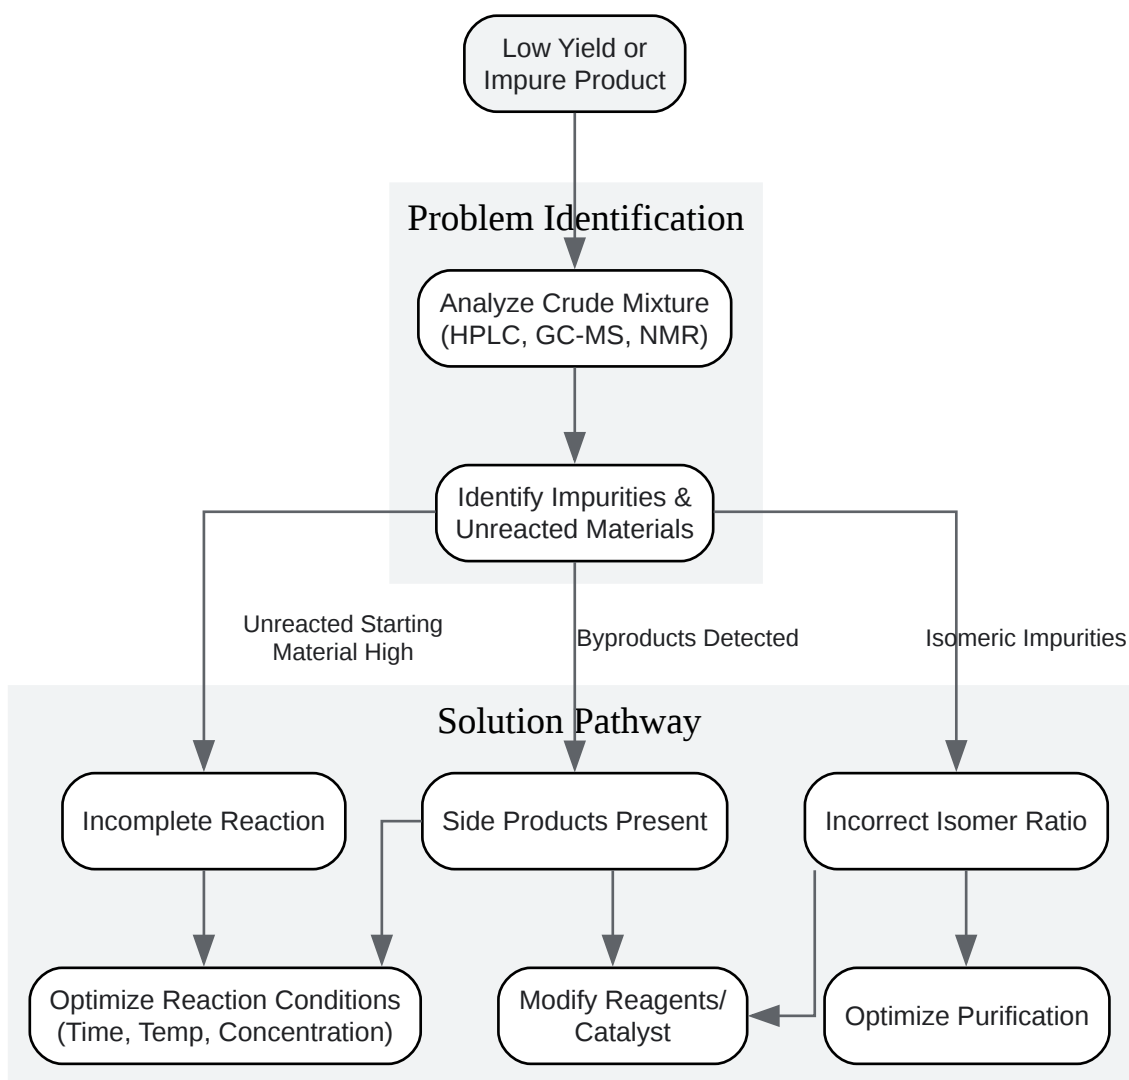 Low Yield or
Impure Product
Problem Identification
Analyze Crude Mixture
(HPLC, GC-MS, NMR)
Identify Impurities &
Unreacted Materials
Unreacted Starting
Material High
Byproducts Detected
Isomeric Impurities
Solution Pathway
Incomplete Reaction
Side Products Present
Incorrect Isomer Ratio
Optimize Reaction Conditions
(Time, Temp, Concentration)
Modify Reagents/
Catalyst
Optimize Purification